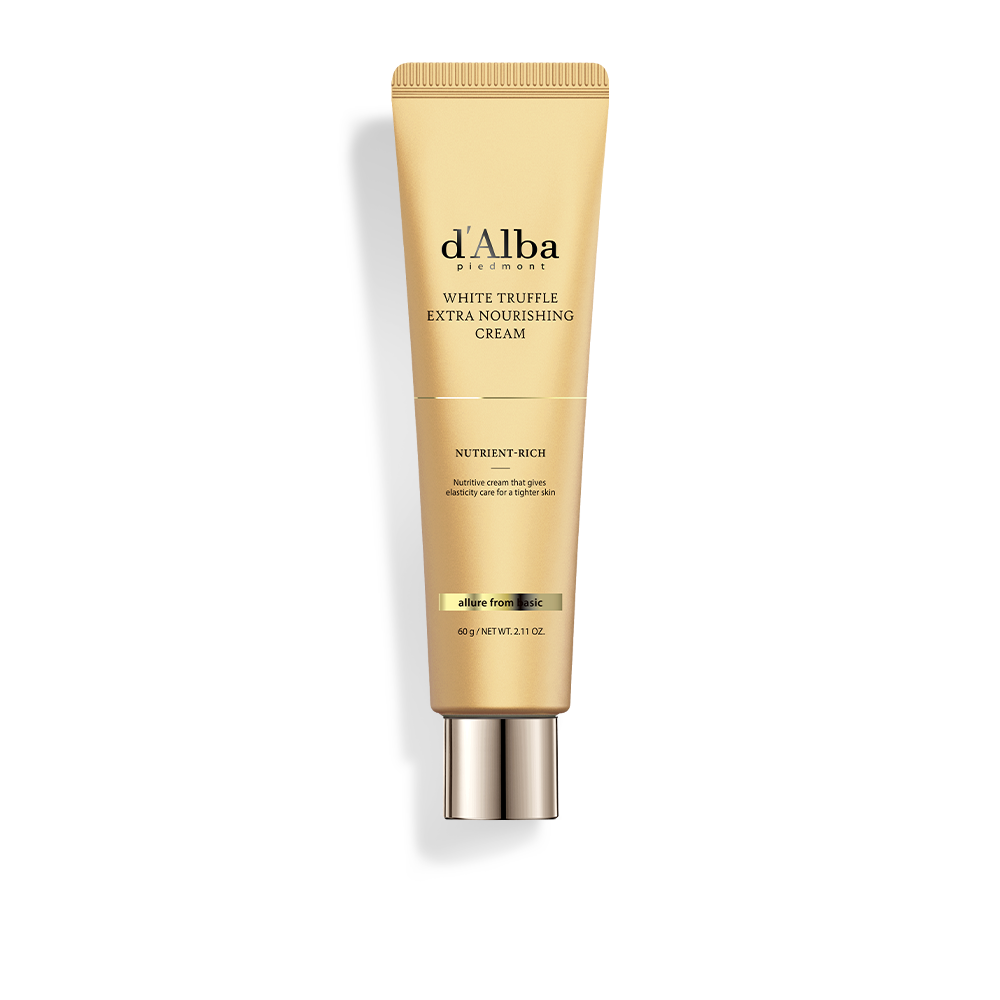 d'Alba
piedmont
WHITE TRUFFLE
EXTRA NOURISHING
CREAM
NUTRIENT-RICH
Nutritive cream that gives
elasticity care for a tighter skin
allure from basic
60 g / NET WT. 2.11 OZ.